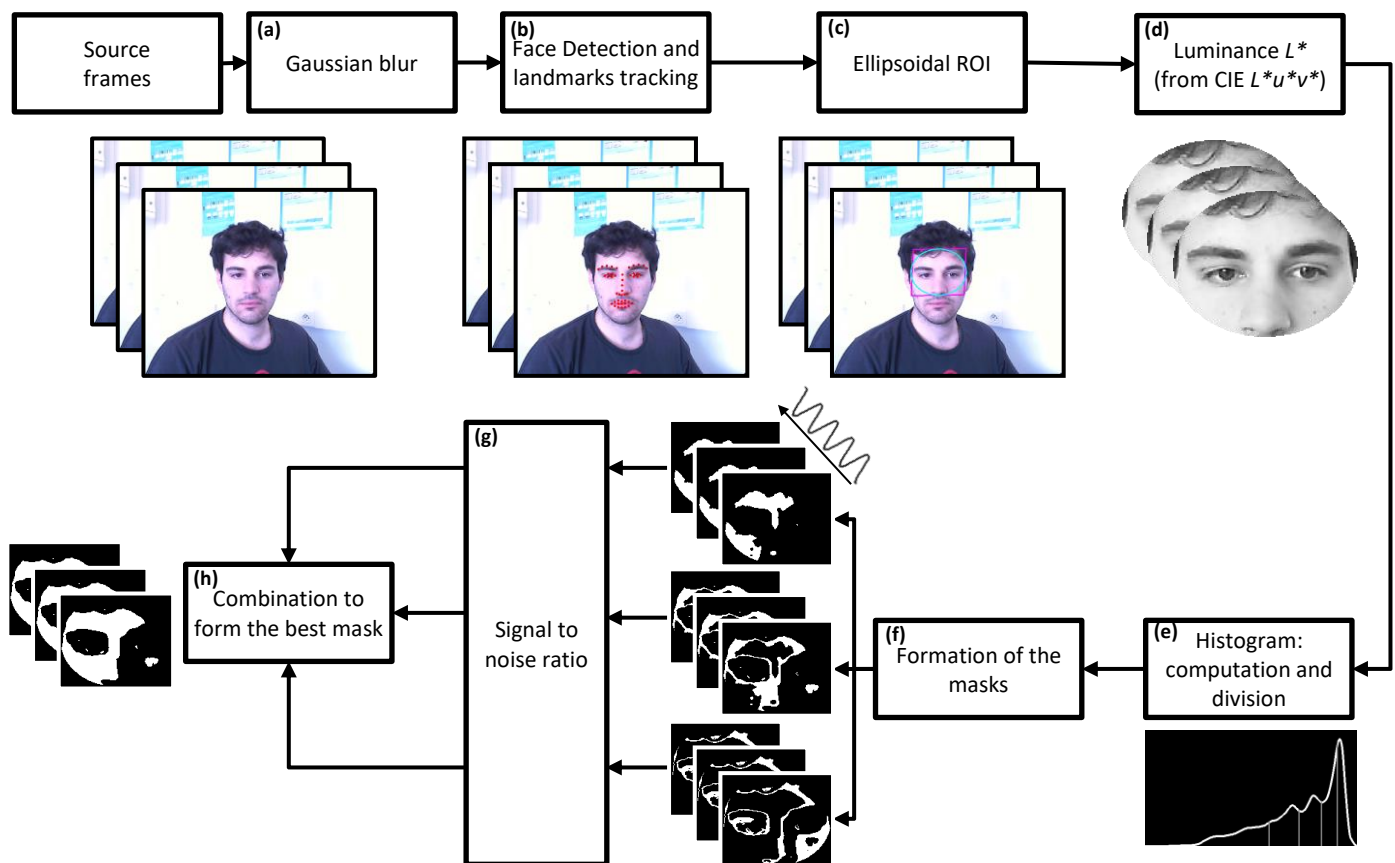 Source
frames
(a)
Gaussian blur
(b)
Face Detection and
landmarks tracking
(c)
Ellipsoidal ROI
(d)
Luminance L*
(from CIE L*u*v*)
(e)
Histogram:
computation and
division
(f)
Formation of the
masks
(g)
Signal to
noise ratio
(h)
Combination to
form the best mask